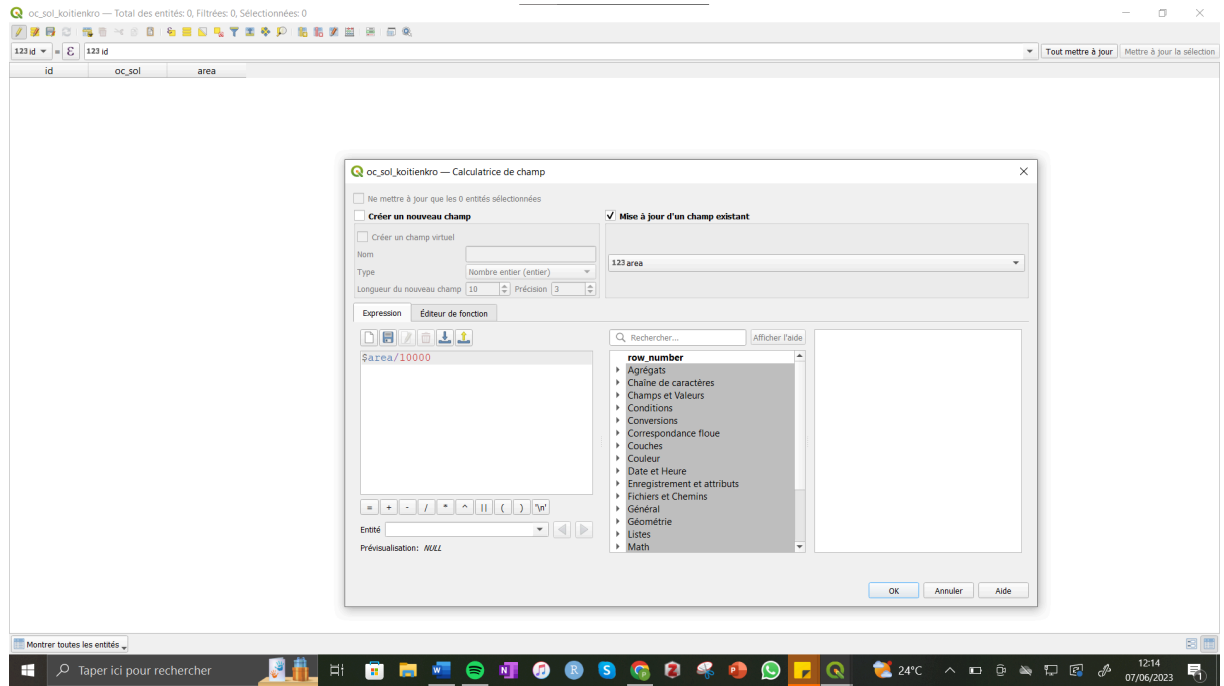 oc_sol_koitienkro — Total des entités: 0, Filtrées: 0, Sélectionnées: 0
123 id = ε 123 id Tout mettre à jour Mettre à jour la sélection
id oc_sol area
oc_sol_koitienkro — Calculatrice de champ
Ne mettre à jour que les 0 entités sélectionnées
Créer un nouveau champ
Mise à jour d'un champ existant
Créer un champ virtuel
Nom
123 area
Type Nombre entier (entier)
Longueur du nouveau champ 10 Précision 3
Expression Éditeur de fonction
Rechercher... Afficher l'aide
$area/10000
row_number
Agrégats
Chaîne de caractères
Champs et Valeurs
Conditions
Conversions
Correspondance floue
Couches
Couleur
Date et Heure
Enregistrement et attributs
Fichiers et Chemins
Général
Géométrie
Listes
Math
= + - / * ^ || ( ) '\n'
Entité
Prévisualisation: NULL
OK Annuler Aide
Montrer toutes les entités
Taper ici pour rechercher
24°C
12:14
07/06/2023
1